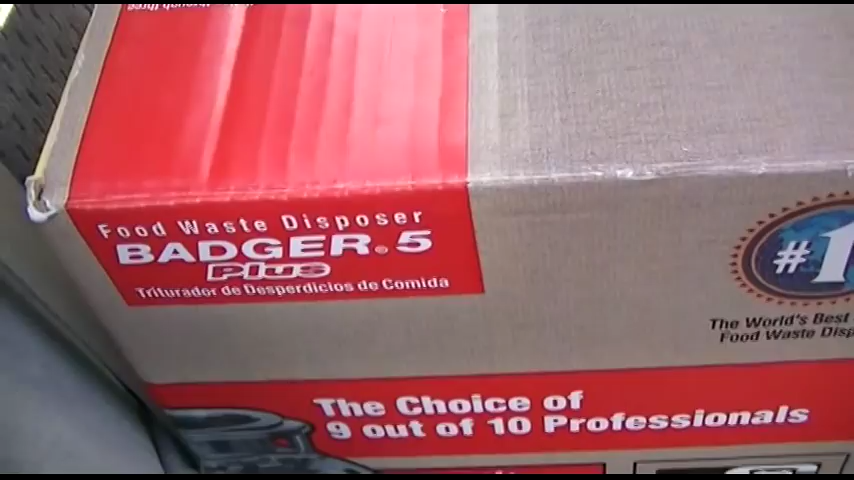 Food Waste Disposer
BADGER® 5
Plus
Triturador de Desperdicios de Comida
#1
The World's Best
Food Waste
The Choice of
9 out of 10 Professionals